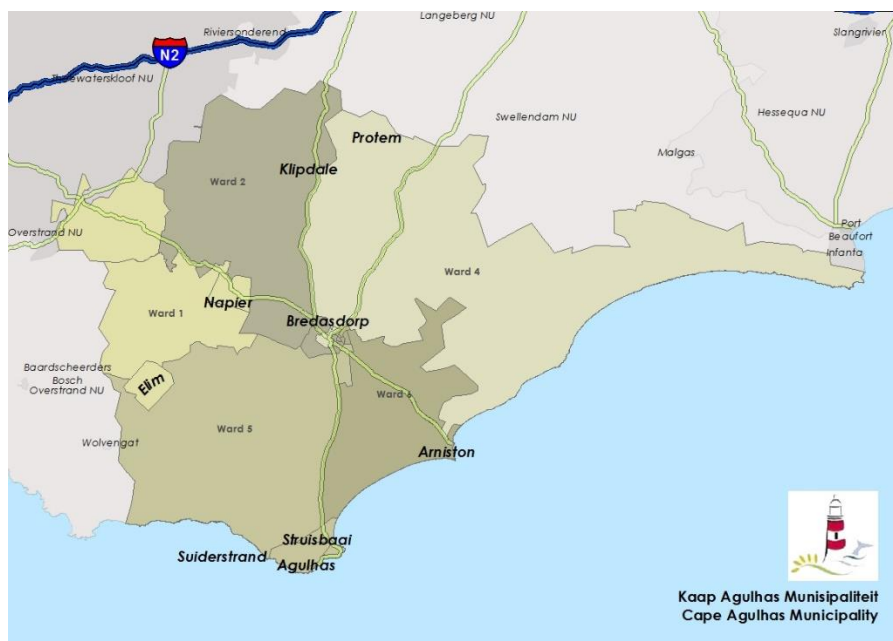 Langeberg NU
Riviersonderend
Slangrivier
N2
Theewaterskloof NU
Hessequa NU
Swellendam NU
Protem
Malgas
Klipdale
Ward 2
Port
Beaufort
Infanta
Overstrand NU
Ward 4
Napier
Ward 1
Bredasdorp
Baardscheerders
Bosch
Overstrand NU
Elim
Ward 6
Ward 5
Wolvengat
Arniston
Struisbaai
Suiderstrand
Agulhas
Kaap Agulhas Munisipaliteit
Cape Agulhas Municipality